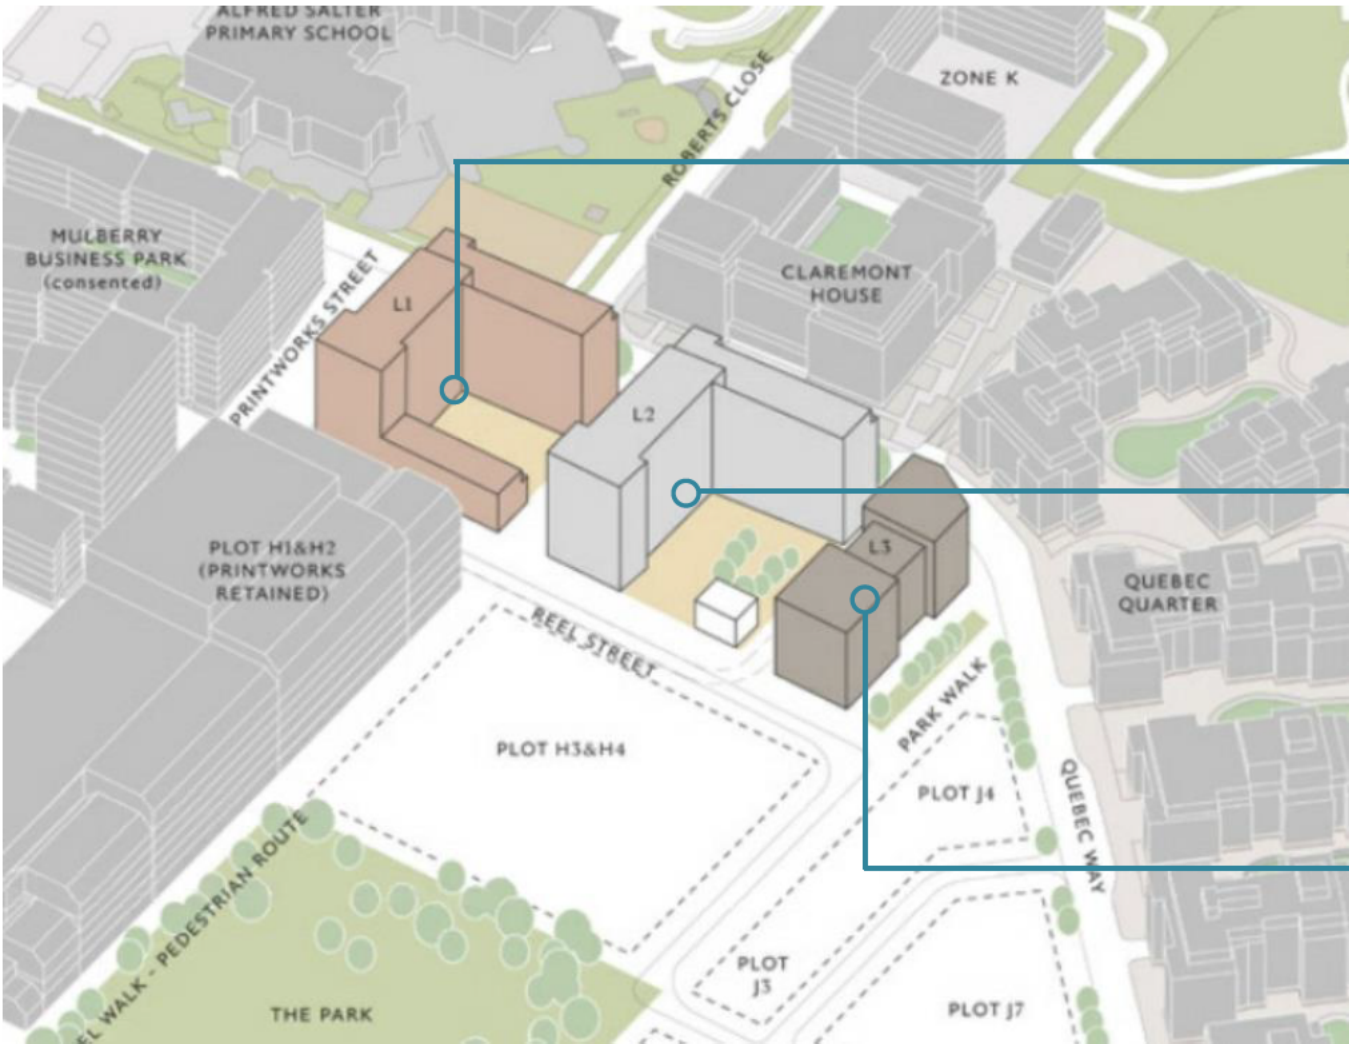 ALFRED SALTER
PRIMARY SCHOOL
ZONE K
ROBERTS CLOSE
MULBERRY
BUSINESS PARK
(consented)
PRINTWORKS STREET
CLAREMONT
HOUSE
L1
L2
L3
PLOT H1&H2
(PRINTWORKS
RETAINED)
QUEBEC
QUARTER
REEL STREET
PARK WALK
PLOT H3&H4
PLOT J4
QUEBEC WAY
WALK - PEDESTRIAN ROUTE
PLOT
J3
PLOT J7
THE PARK